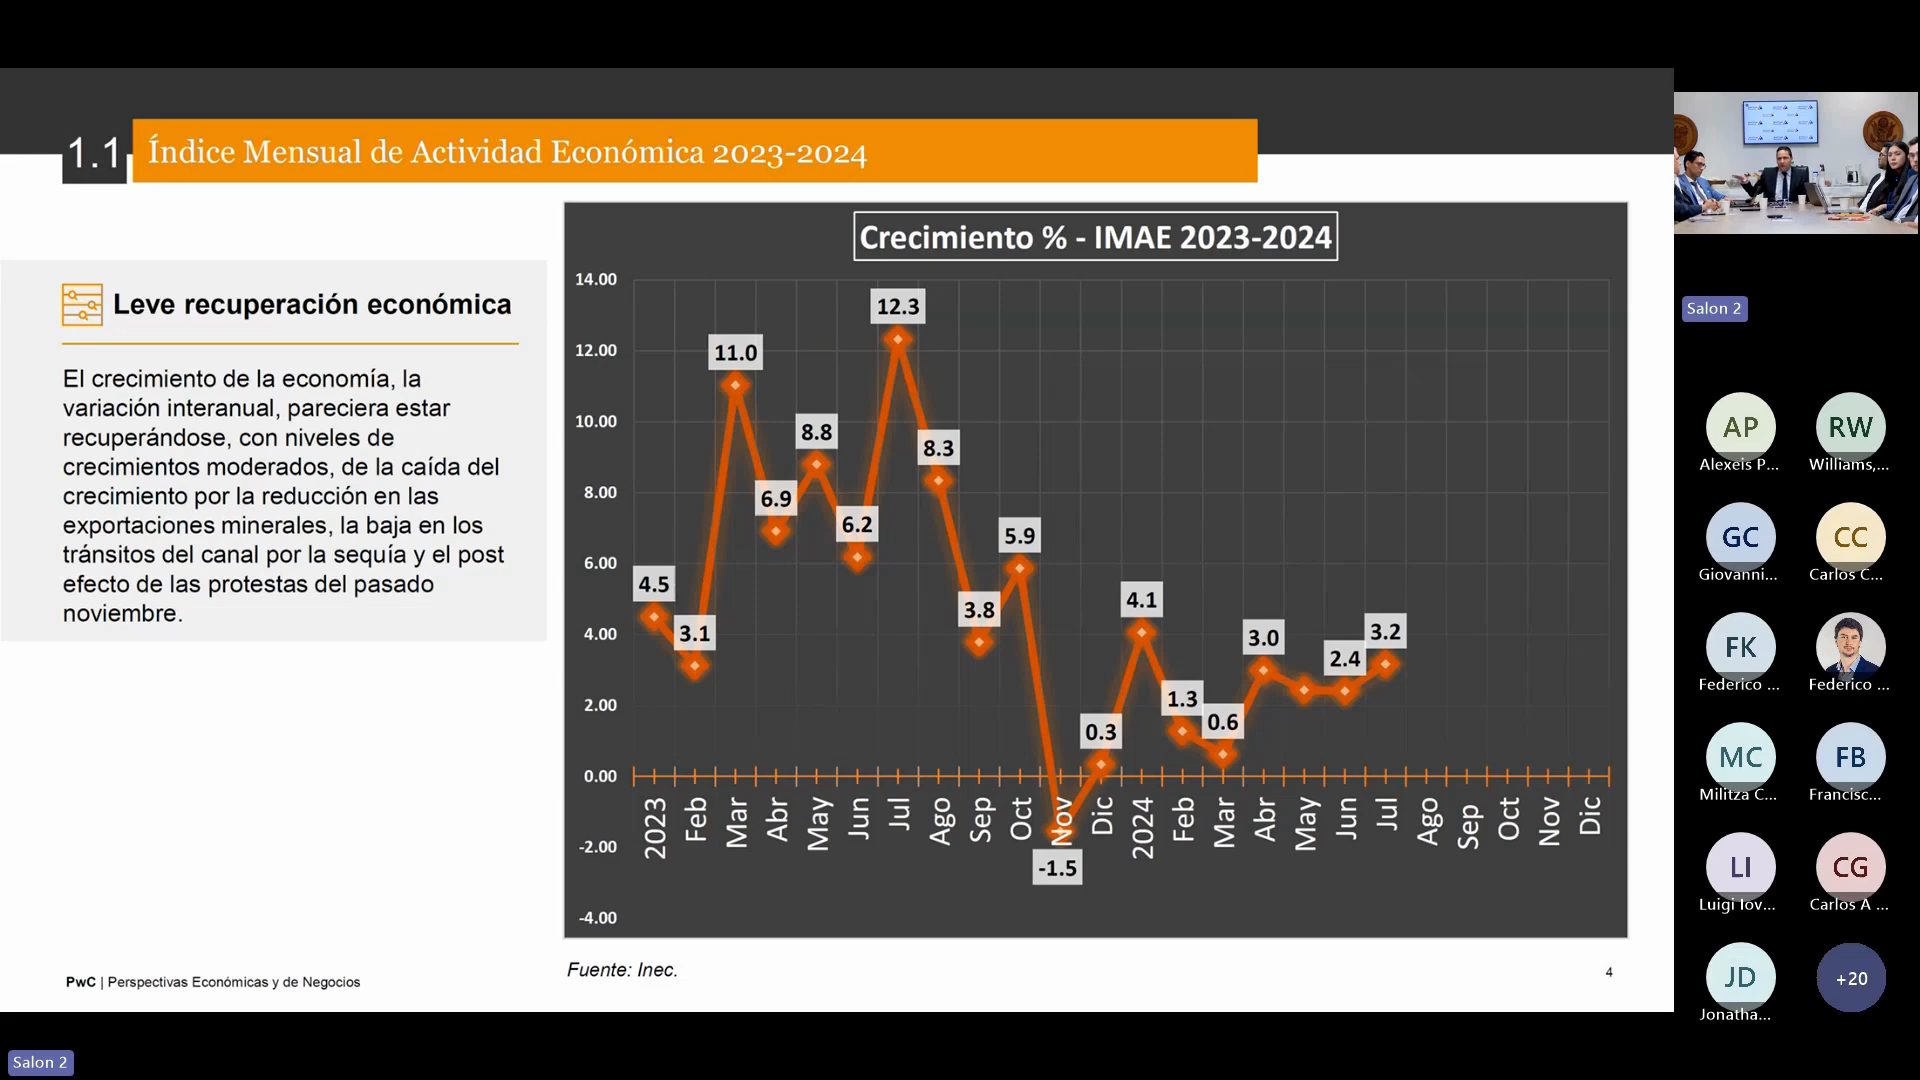 1.1
Índice Mensual de Actividad Económica 2023-2024
Leve recuperación económica
El crecimiento de la economía, la
variación interanual, pareciera estar
recuperándose, con niveles de
crecimientos moderados, de la caída del
crecimiento por la reducción en las
exportaciones minerales, la baja en los
tránsitos del canal por la sequía y el post
efecto de las protestas del pasado
noviembre.
Crecimiento % - IMAE 2023-2024
14.00
12.00
10.00
8.00
6.00
4.00
2.00
0.00
-2.00
-4.00
4.5
3.1
11.0
6.9
8.8
6.2
12.3
8.3
3.8
5.9
-1.5
0.3
4.1
1.3
0.6
3.0
2.4
3.2
2023
Feb
Mar
Abr
May
Jun
Jul
Ago
Sep
Oct
Nov
Dic
2024
Feb
Mar
Abr
May
Jun
Jul
Ago
Sep
Oct
Nov
Dic
Fuente: Inec.
PwC | Perspectivas Económicas y de Negocios
4
Salon 2
AP
Alexeis P...
RW
Williams,...
GC
Giovanni...
CC
Carlos C...
FK
Federico ...
Federico ...
MC
Militza C...
FB
Francisc...
LI
Luigi Iov...
CG
Carlos A ...
JD
Jonatha...
+20
Salon 2